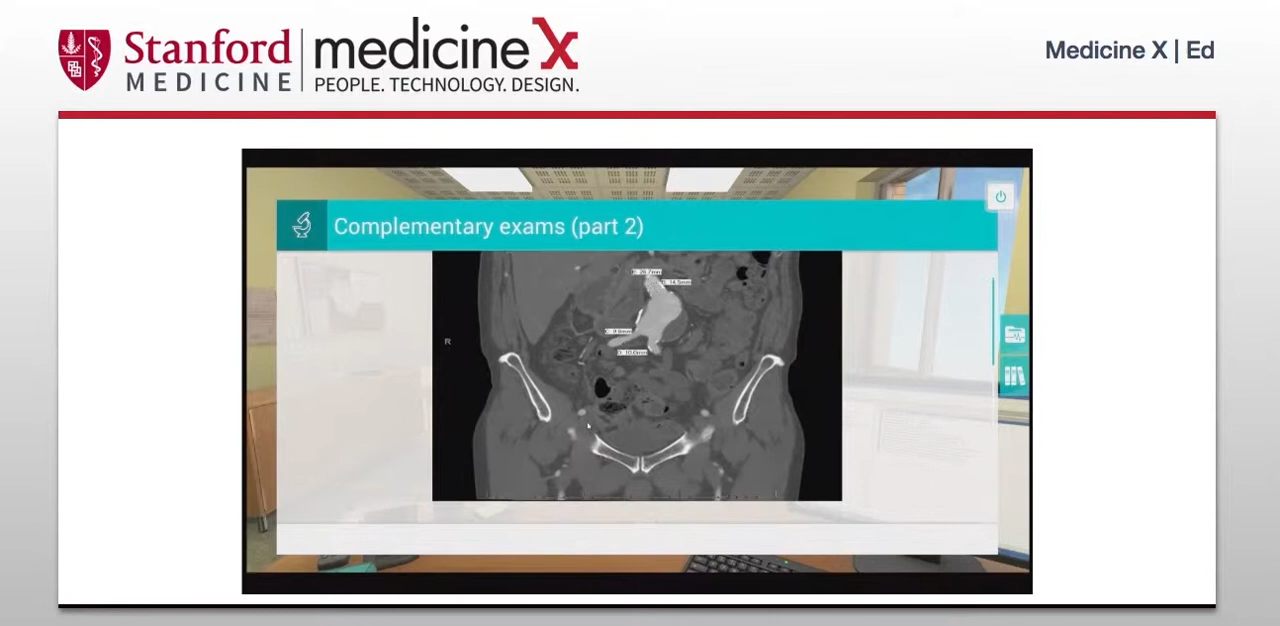 Stanford
MEDICINE
medicine X
PEOPLE. TECHNOLOGY. DESIGN.
Medicine X | Ed
Complementary exams (part 2)
R